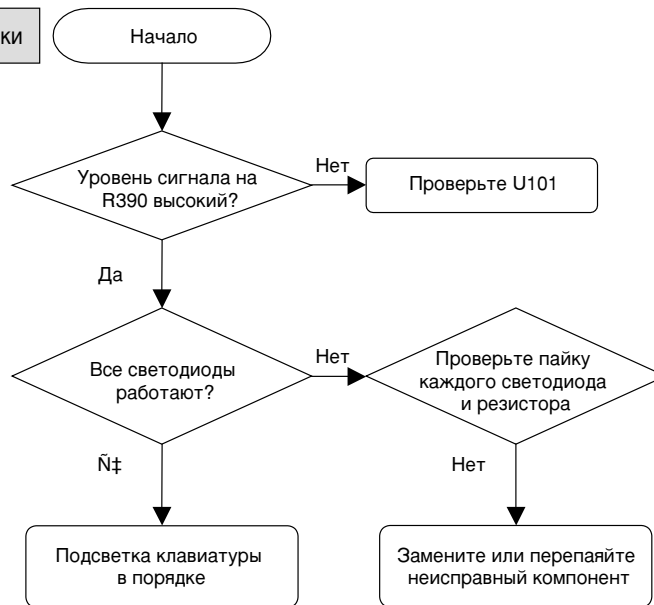 ки
Начало
Уровень сигнала на
R390 высокий?
Нет
Проверьте U101
Да
Все светодиоды
работают?
Нет
Проверьте пайку
каждого светодиода
и резистора
Ñ‡
Нет
Подсветка клавиатуры
в порядке
Замените или перепаяйте
неисправный компонент